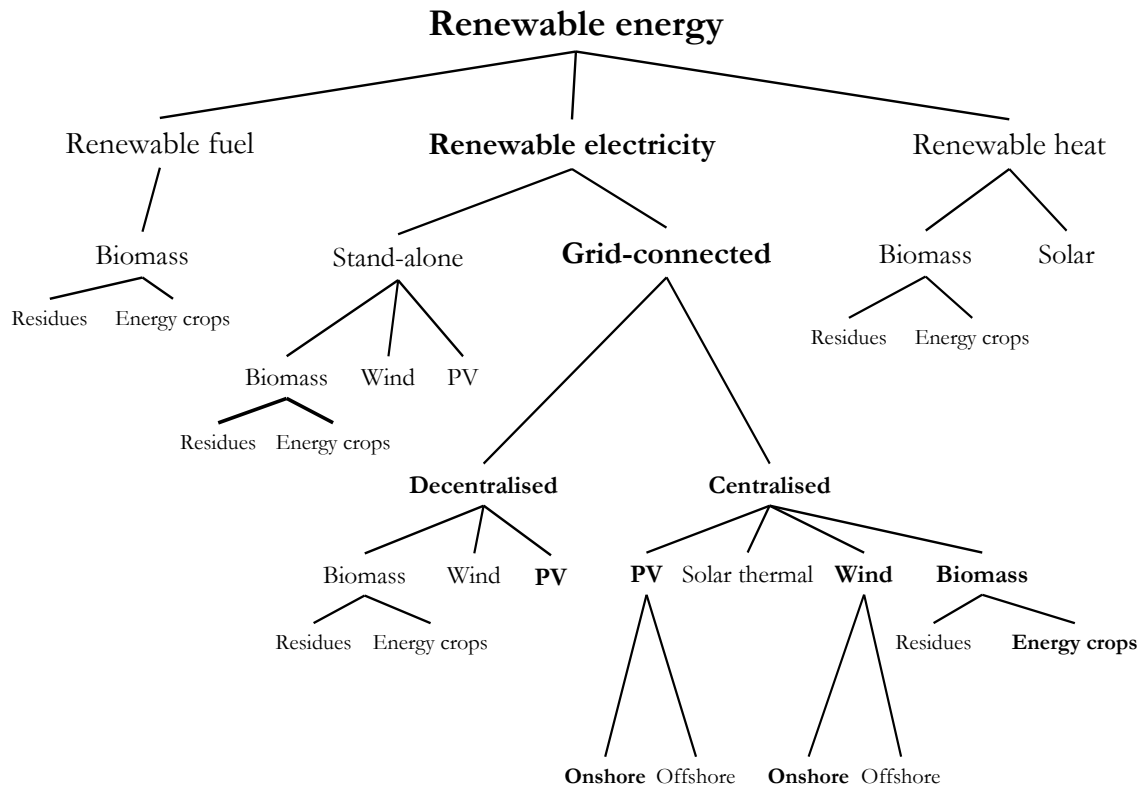 Renewable energy
Renewable fuel
Renewable electricity
Renewable heat
Biomass
Stand-alone
Grid-connected
Biomass
Solar
Residues
Energy crops
Residues
Energy crops
Biomass
Wind
PV
Residues
Energy crops
Decentralised
Centralised
Biomass
Wind
PV
PV
Solar thermal
Wind
Biomass
Residues
Energy crops
Residues
Energy crops
Onshore
Offshore
Onshore
Offshore